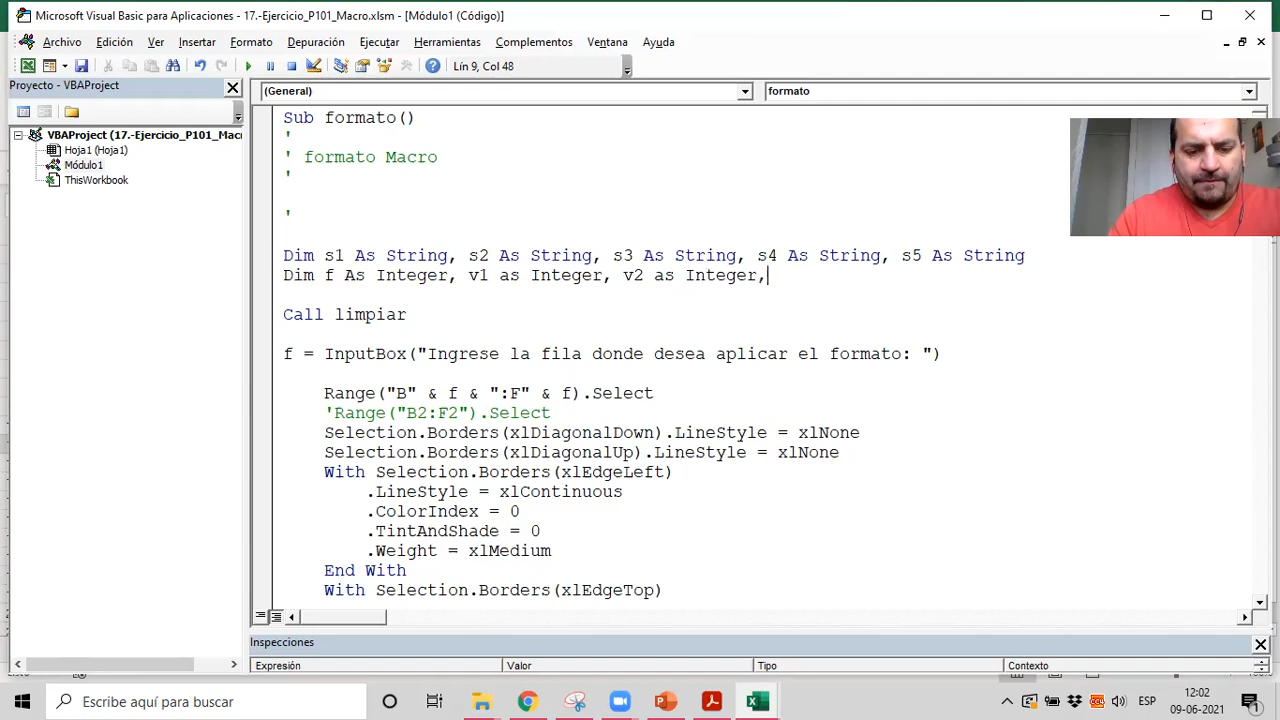 Microsoft Visual Basic para Aplicaciones - 17.-Ejercicio_P101_Macro.xlsm - [Módulo1 (Código)]
Archivo Edición Ver Insertar Formato Depuración Ejecutar Herramientas Complementos Ventana Ayuda
Lín 9, Col 48
Proyecto - VBAProject
(General) formato
VBAProject (17.-Ejercicio_P101_Mac
Hoja1 (Hoja1)
Módulo1
ThisWorkbook
Sub formato()
'
' formato Macro
'
'
Dim s1 As String, s2 As String, s3 As String, s4 As String, s5 As String
Dim f As Integer, v1 as Integer, v2 as Integer,
Call limpiar
f = InputBox("Ingrese la fila donde desea aplicar el formato: ")
Range("B" & f & ":F" & f).Select
'Range("B2:F2").Select
Selection.Borders(xlDiagonalDown).LineStyle = xlNone
Selection.Borders(xlDiagonalUp).LineStyle = xlNone
With Selection.Borders(xlEdgeLeft)
.LineStyle = xlContinuous
.ColorIndex = 0
.TintAndShade = 0
.Weight = xlMedium
End With
With Selection.Borders(xlEdgeTop)
Inspecciones
Expresión Valor Tipo Contexto
Escribe aquí para buscar
ESP
12:02
09-06-2021